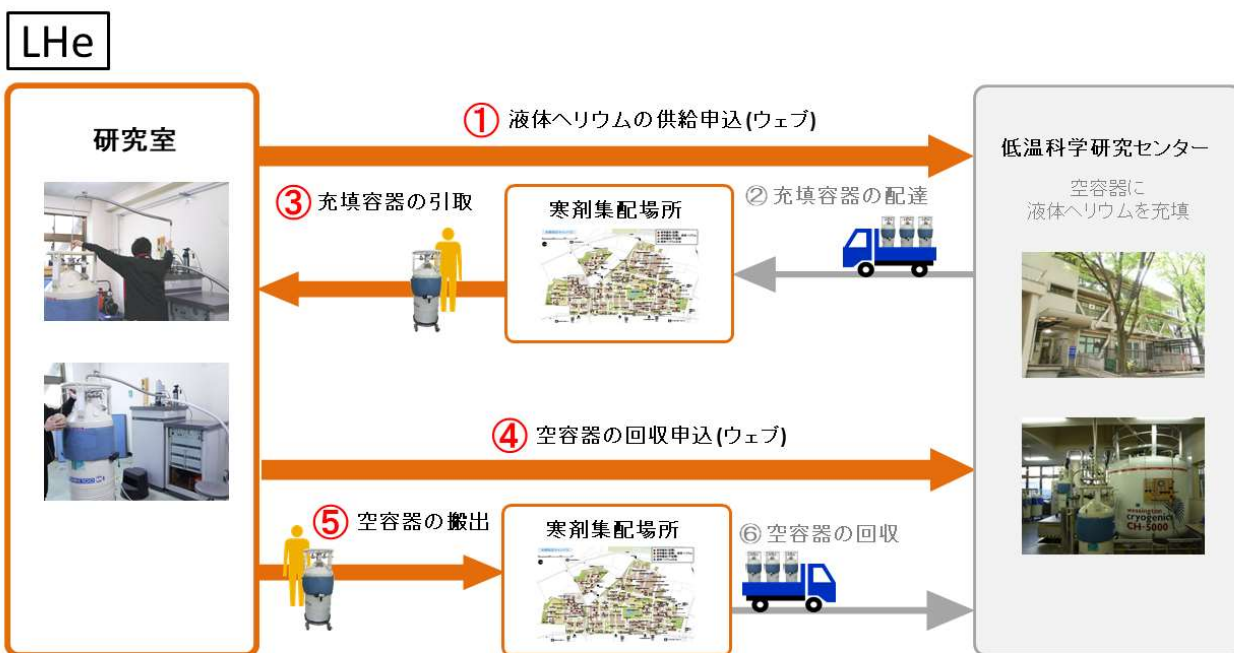 LHe
研究室
① 液体ヘリウムの供給申込(ウェブ)
低温科学研究センター
空容器に
液体ヘリウムを充填
③ 充填容器の引取
寒剤集配場所
② 充填容器の配達
④ 空容器の回収申込(ウェブ)
⑤ 空容器の搬出
寒剤集配場所
⑥ 空容器の回収
cryogenics
CH-5000